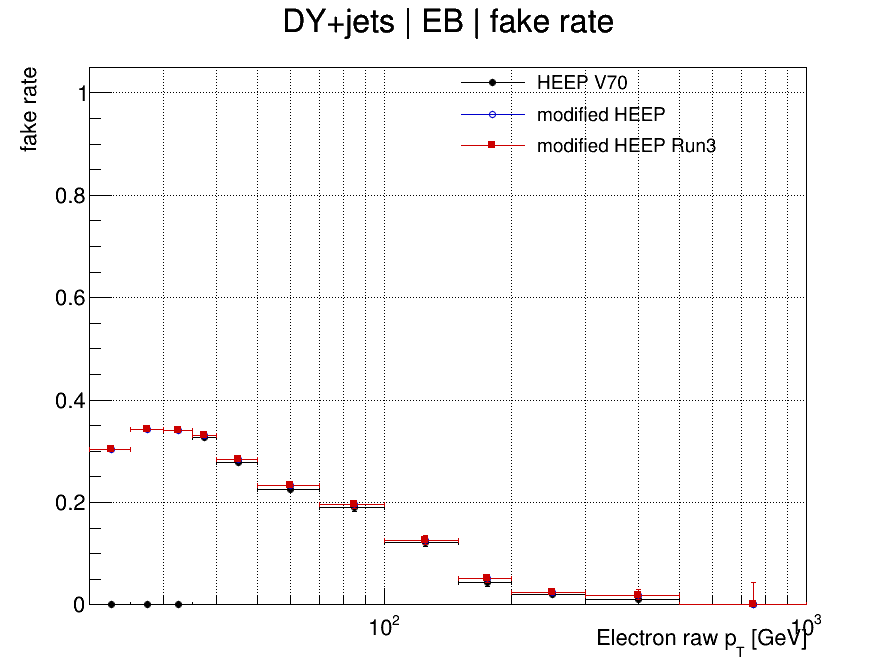 DY+jets | EB | fake rate
fake rate
HEEP V70
modified HEEP
modified HEEP Run3
1
0.8
0.6
0.4
0.2
0
10²
10³
Electron raw p_T [GeV]